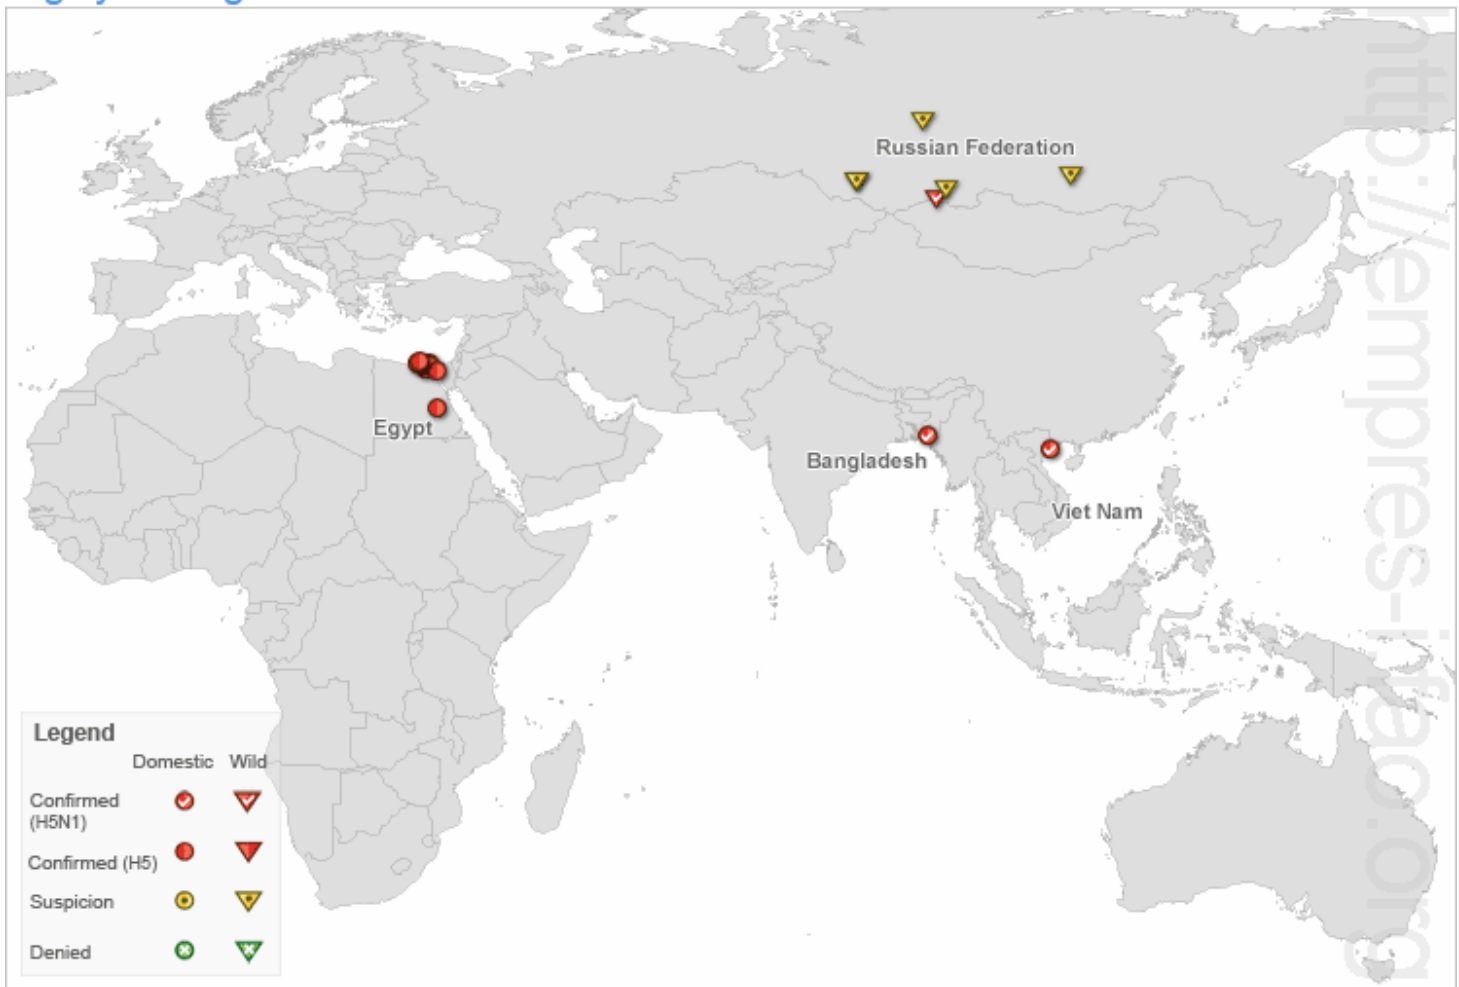 Russian Federation
Egypt
Bangladesh
Viet Nam
Legend
Domestic Wild
Confirmed
(H5N1)
Confirmed (H5)
Suspicion
Denied
http://empres-i.fao.org